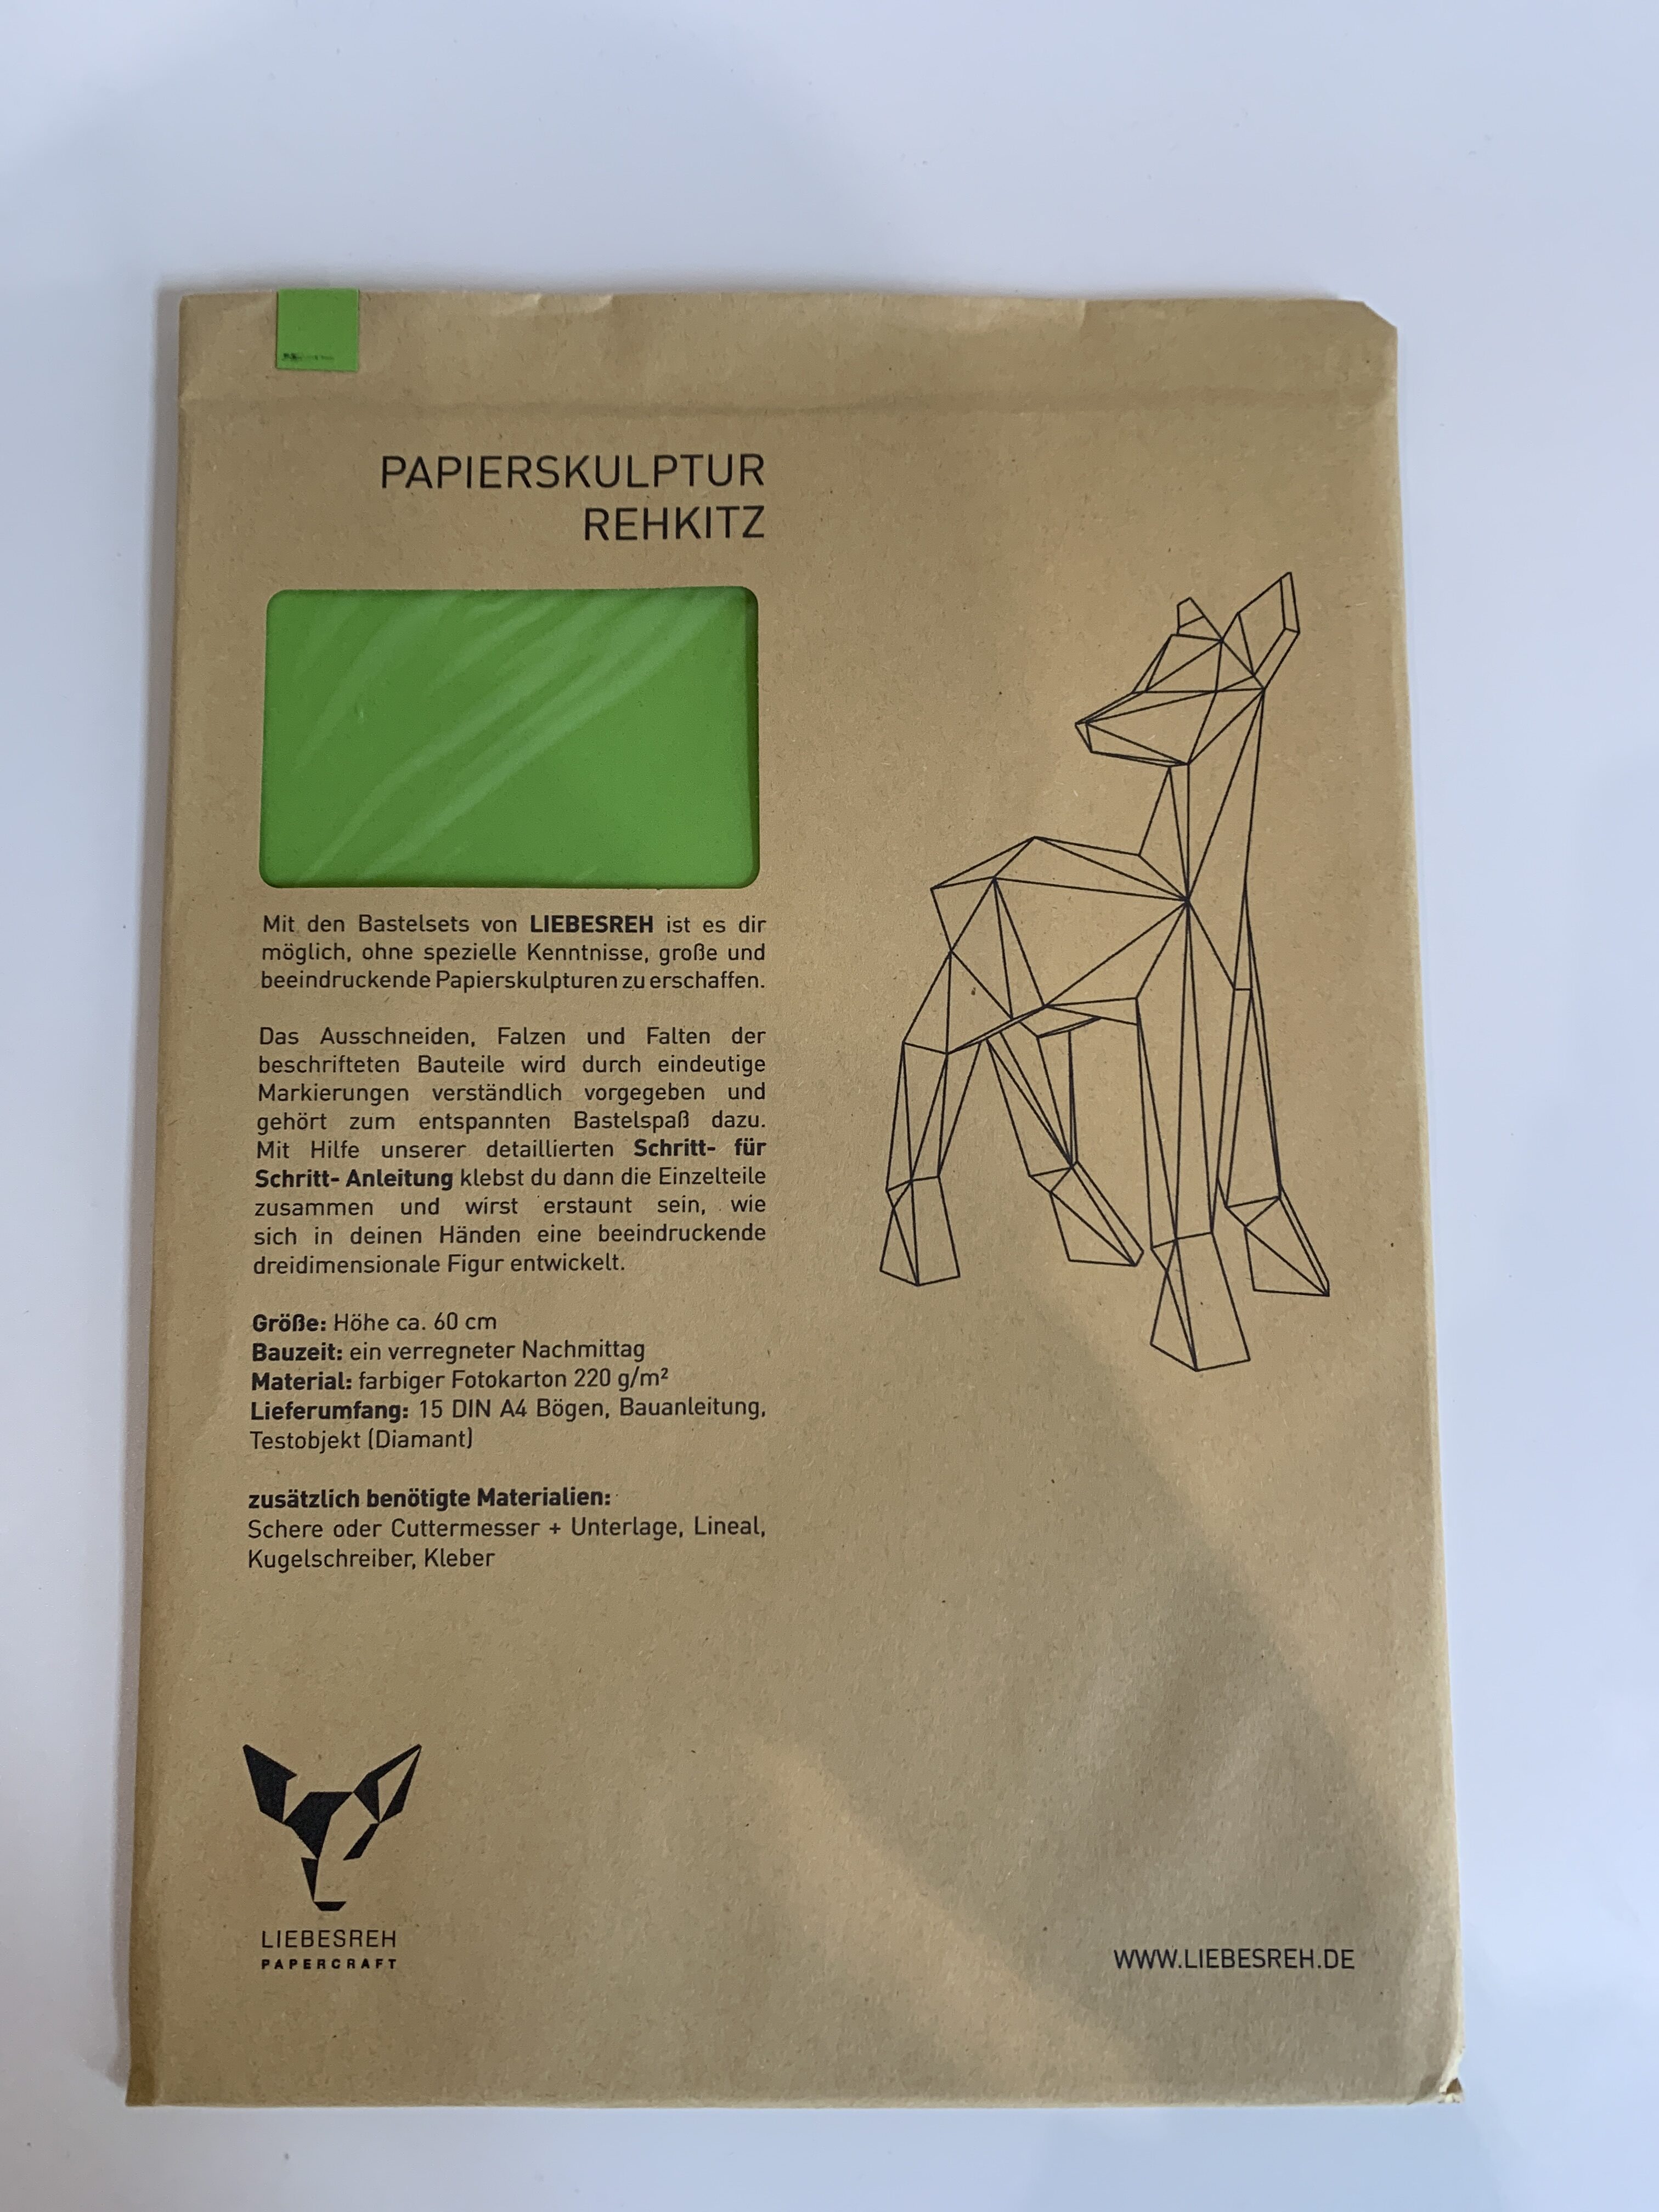 PAPIERSKULPTUR
REHKITZ
Mit den Bastelsets von LIEBESREH ist es dir
möglich, ohne spezielle Kenntnisse, große und
beeindruckende Papierskulpturen zu erschaffen.
Das Ausschneiden, Falzen und Falten der
beschrifteten Bauteile wird durch eindeutige
Markierungen verständlich vorgegeben und
gehört zum entspannten Bastelspaß dazu.
Mit Hilfe unserer detaillierten Schritt- für
Schritt- Anleitung klebst du dann die Einzelteile
zusammen und wirst erstaunt sein, wie
sich in deinen Händen eine beeindruckende
dreidimensionale Figur entwickelt.
Größe: Höhe ca. 60 cm
Bauzeit: ein verregneter Nachmittag
Material: farbiger Fotokarton 220 g/m²
Lieferumfang: 15 DIN A4 Bögen, Bauanleitung,
Testobjekt (Diamant)
zusätzlich benötigte Materialien:
Schere oder Cuttermesser + Unterlage, Lineal,
Kugelschreiber, Kleber
LIEBESREH
PAPERCRAFT
WWW.LIEBESREH.DE